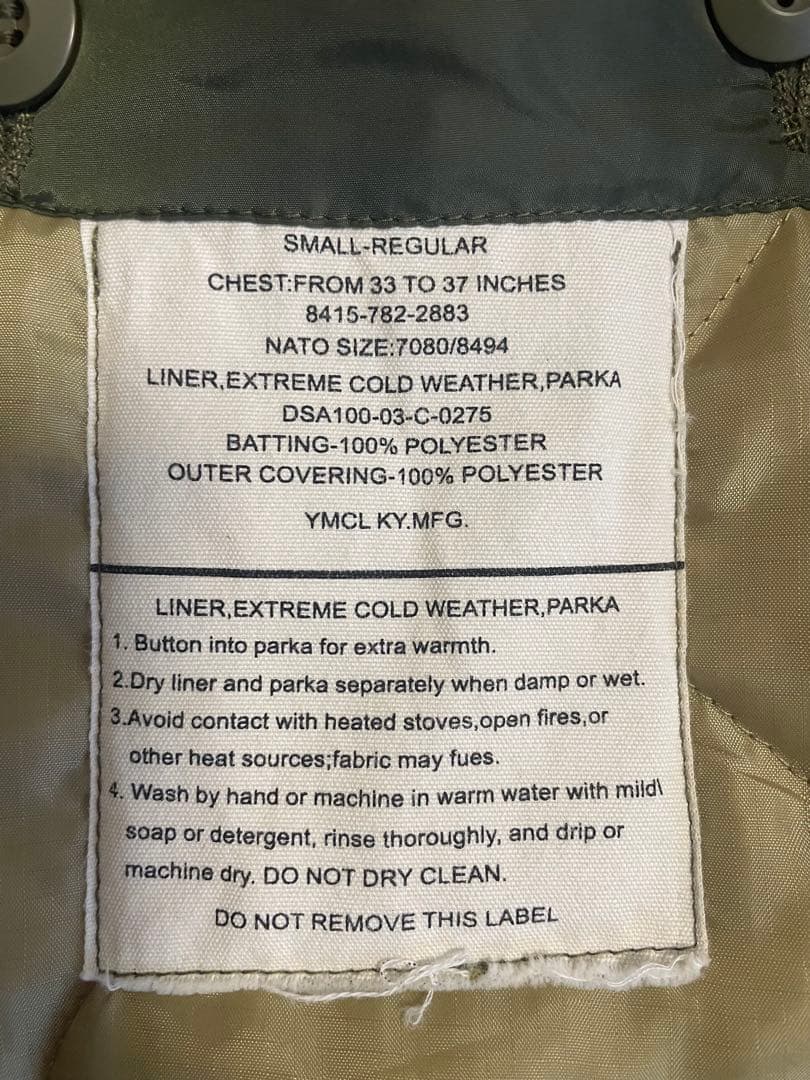 SMALL-REGULAR
CHEST:FROM 33 TO 37 INCHES
8415-782-2883
NATO SIZE:7080/8494
LINER,EXTREME COLD WEATHER,PARKA
DSA100-03-C-0275
BATTING-100% POLYESTER
OUTER COVERING-100% POLYESTER
YMCL KY.MFG.
LINER,EXTREME COLD WEATHER,PARKA
1. Button into parka for extra warmth.
2.Dry liner and parka separately when damp or wet.
3.Avoid contact with heated stoves,open fires,or
other heat sources;fabric may fues.
4. Wash by hand or machine in warm water with mild\
soap or detergent, rinse thoroughly, and drip or
machine dry. DO NOT DRY CLEAN.
DO NOT REMOVE THIS LABEL